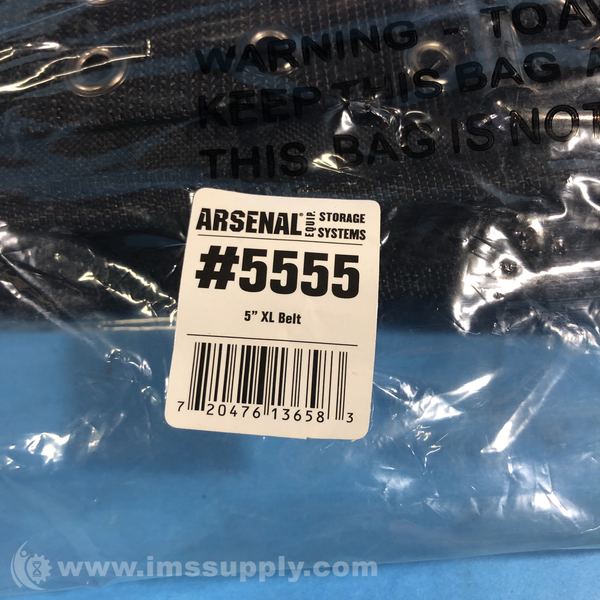 WARNING - TO A
KEEP THIS BAG A
THIS BAG IS NOT
ARSENAL® EQUIP. STORAGE SYSTEMS
#5555
5" XL Belt
7 20476 13658 3
www.imssupply.com